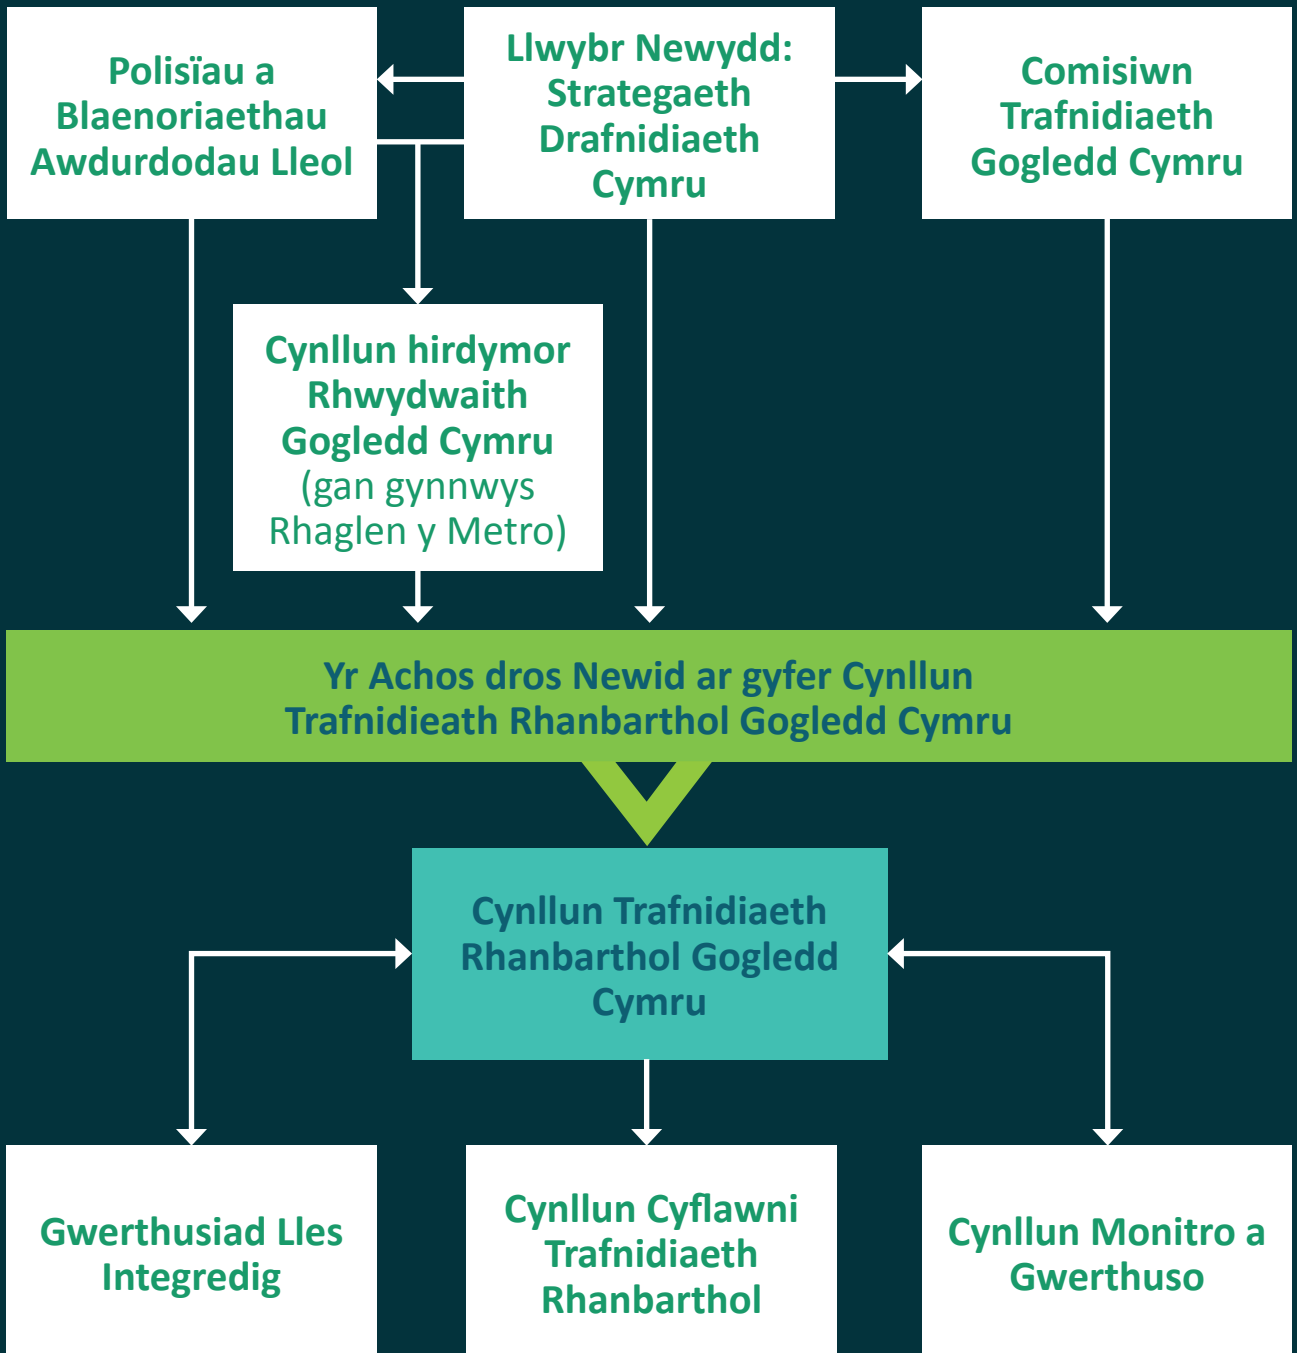 Polisïau a
Blaenoriaethau
Awdurdodau Lleol
Llwybr Newydd:
Strategaeth
Drafnidiaeth
Cymru
Comisiwn
Trafnidiaeth
Gogledd Cymru
Cynllun hirdymor
Rhwydwaith
Gogledd Cymru
(gan gynnwys
Rhaglen y Metro)
Yr Achos dros Newid ar gyfer Cynllun
Trafnidieath Rhanbarthol Gogledd Cymru
Cynllun Trafnidiaeth
Rhanbarthol Gogledd
Cymru
Gwerthusiad Lles
Integredig
Cynllun Cyflawni
Trafnidiaeth
Rhanbarthol
Cynllun Monitro a
Gwerthuso